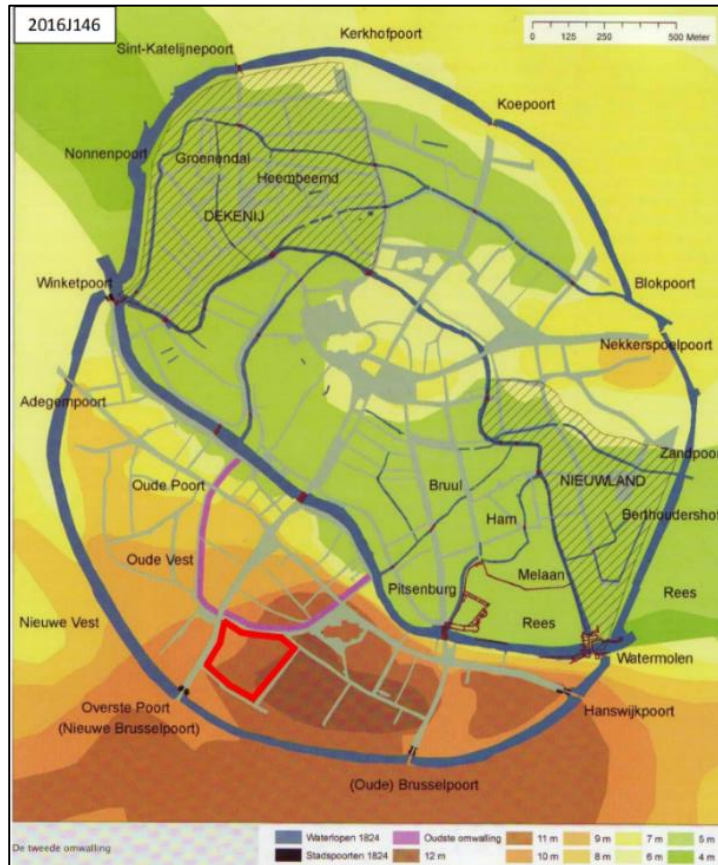 2016J146
Kerkhofpoort
0 125 250 500 Meter
Sint-Katelijnepoort
Koepoort
Nonnenpoort
Groenendal
Heembeemd
DEKENIJ
Winketpoort
Blokpoort
Nekkerspoelpoort
Adegempoort
Zandpoort
Oude Poort
Bruul
NIEUWLAND
Ham
Berthoudershof
Oude Vest
Pitsenburg
Melaan
Rees
Nieuwe Vest
Rees
Watermolen
Overste Poort
(Nieuwe Brusselpoort)
Hanswijkpoort
(Oude) Brusselpoort
De tweede omwalling
Waterlopen 1824
Oudste omwalling
11 m
9 m
7 m
5 m
Stadspoorten 1824
12 m
10 m
8 m
6 m
4 m